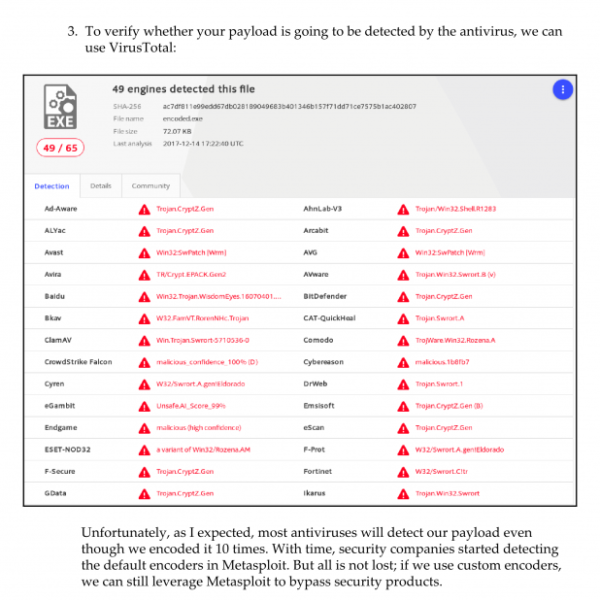 3. To verify whether your payload is going to be detected by the antivirus, we can
use VirusTotal:
49 engines detected this file
SHA-256 ac7df811e99edd67db028189049683b401346b157f71dd71ce7575b1ac402807
File name encoded.exe
File size 72.07 KB
Last analysis 2017-12-14 17:22:40 UTC
EXE
49 / 65
Detection Details Community
Ad-Aware Trojan.CryptZ.Gen AhnLab-V3 Trojan/Win32.Shell.R1283
ALYac Trojan.CryptZ.Gen Arcabit Trojan.CryptZ.Gen
Avast Win32:SwPatch [Wrm] AVG Win32:SwPatch [Wrm]
Avira TR/Crypt.EPACK.Gen2 AVware Trojan.Win32.Swrort.B (v)
Baidu Win32.Trojan.WisdomEyes.16070401.... BitDefender Trojan.CryptZ.Gen
Bkav W32.FamVT.RorenNHc.Trojan CAT-QuickHeal Trojan.Swrort.A
ClamAV Win.Trojan.Swrort-5710536-0 Comodo TrojWare.Win32.Rozena.A
CrowdStrike Falcon malicious_confidence_100% (D) Cybereason malicious.1b8fb7
Cyren W32/Swrort.A.gen!Eldorado DrWeb Trojan.Swrort.1
eGambit Unsafe.AI_Score_99% Emsisoft Trojan.CryptZ.Gen (B)
Endgame malicious (high confidence) eScan Trojan.CryptZ.Gen
ESET-NOD32 a variant of Win32/Rozena.AM F-Prot W32/Swrort.A.gen!Eldorado
F-Secure Trojan.CryptZ.Gen Fortinet W32/Swrort.C!tr
GData Trojan.CryptZ.Gen Ikarus Trojan.Win32.Swrort
Unfortunately, as I expected, most antiviruses will detect our payload even
though we encoded it 10 times. With time, security companies started detecting
the default encoders in Metasploit. But all is not lost; if we use custom encoders,
we can still leverage Metasploit to bypass security products.